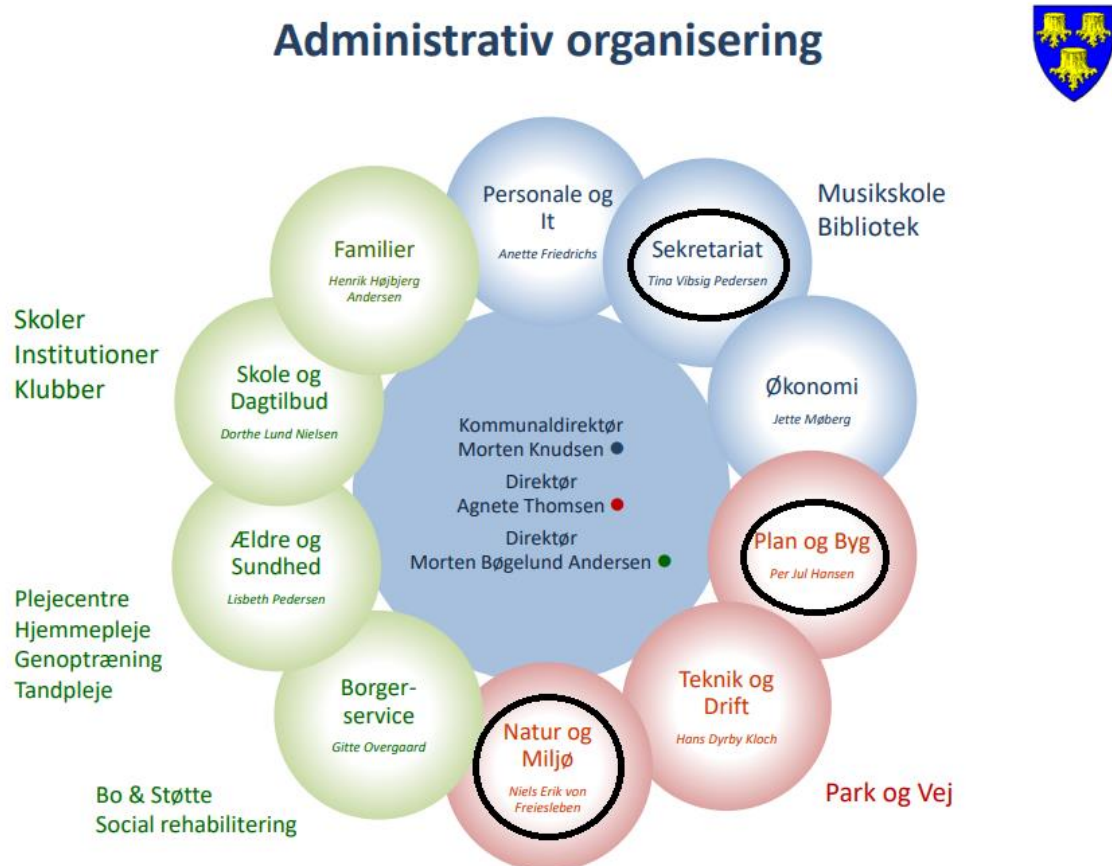 Administrativ organisering
Personale og
It
Anette Friedrichs
Sekretariat
Tina Vibsig Pedersen
Musikskole
Bibliotek
Økonomi
Jette Møberg
Plan og Byg
Per Jul Hansen
Teknik og
Drift
Hans Dyrby Kloch
Park og Vej
Natur og
Miljø
Niels Erik von
Freiesleben
Borger-
service
Gitte Overgaard
Bo & Støtte
Social rehabilitering
Ældre og
Sundhed
Lisbeth Pedersen
Plejecentre
Hjemmepleje
Genoptræning
Tandpleje
Skole og
Dagtilbud
Dorthe Lund Nielsen
Skoler
Institutioner
Klubber
Familier
Henrik Højbjerg
Andersen
Kommunaldirektør
Morten Knudsen
Direktør
Agnete Thomsen
Direktør
Morten Bøgelund Andersen